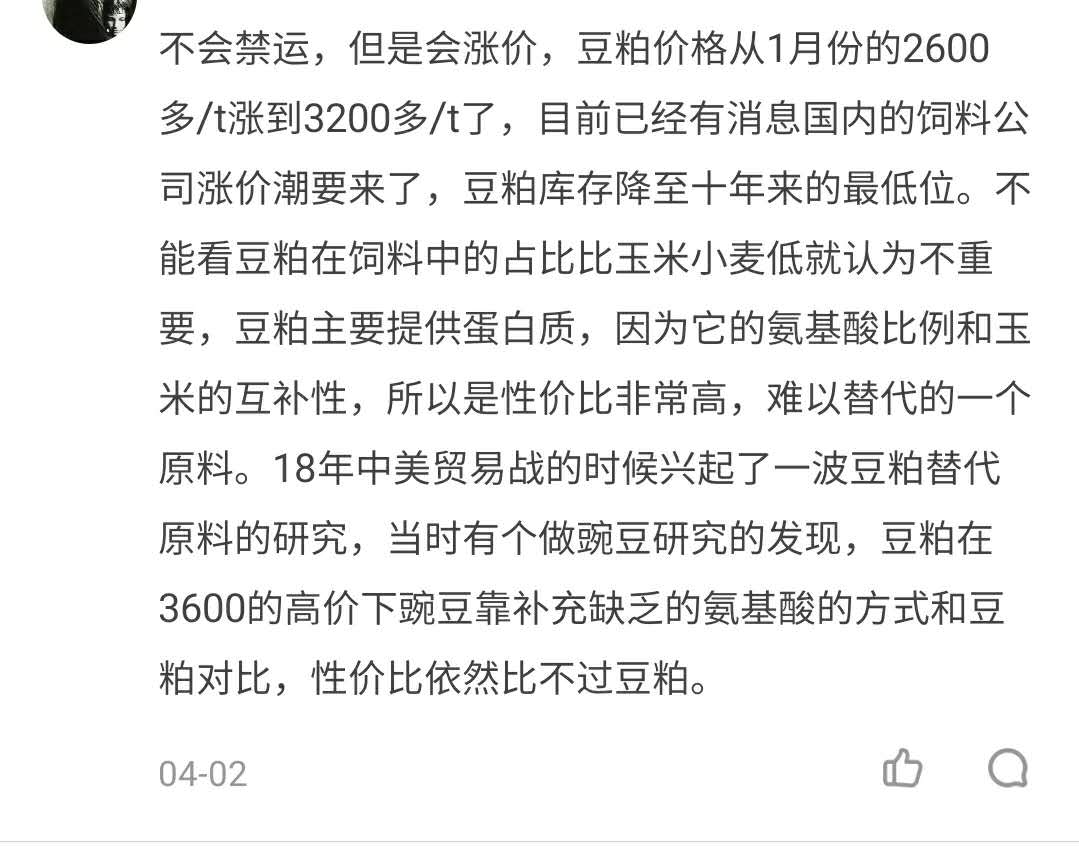 不会禁运，但是会涨价，豆粕价格从1月份的2600
多/t涨到3200多/t了，目前已经有消息国内的饲料公
司涨价潮要来了，豆粕库存降至十年来的最低位。不
能看豆粕在饲料中的占比比玉米小麦低就认为不重
要，豆粕主要提供蛋白质，因为它的氨基酸比例和玉
米的互补性，所以是性价比非常高，难以替代的一个
原料。18年中美贸易战的时候兴起了一波豆粕替代
原料的研究，当时有个做豌豆研究的发现，豆粕在
3600的高价下豌豆靠补充缺乏的氨基酸的方式和豆
粕对比，性价比依然比不过豆粕。
04-02